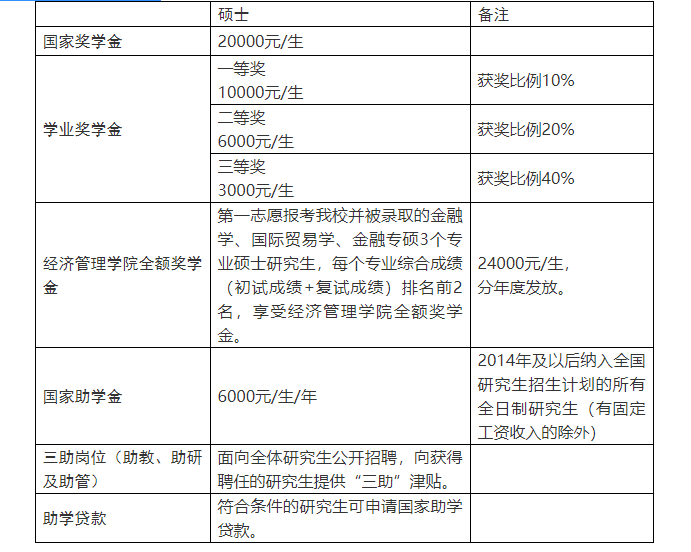 硕士
备注
国家奖学金
20000元/生
学业奖学金
一等奖
10000元/生
获奖比例10%
二等奖
6000元/生
获奖比例20%
三等奖
3000元/生
获奖比例40%
经济管理学院全额奖学
金
第一志愿报考我校并被录取的金融
学、国际贸易学、金融专硕3个专
业硕士研究生，每个专业综合成绩
（初试成绩+复试成绩）排名前2
名，享受经济管理学院全额奖学
金。
24000元/生，
分年度发放。
国家助学金
6000元/生/年
2014年及以后纳入全国
研究生招生计划的所有
全日制研究生（有固定
工资收入的除外）
三助岗位（助教、助研
及助管）
面向全体研究生公开招聘，向获得
聘任的研究生提供“三助”津贴。
助学贷款
符合条件的研究生可申请国家助学
贷款。